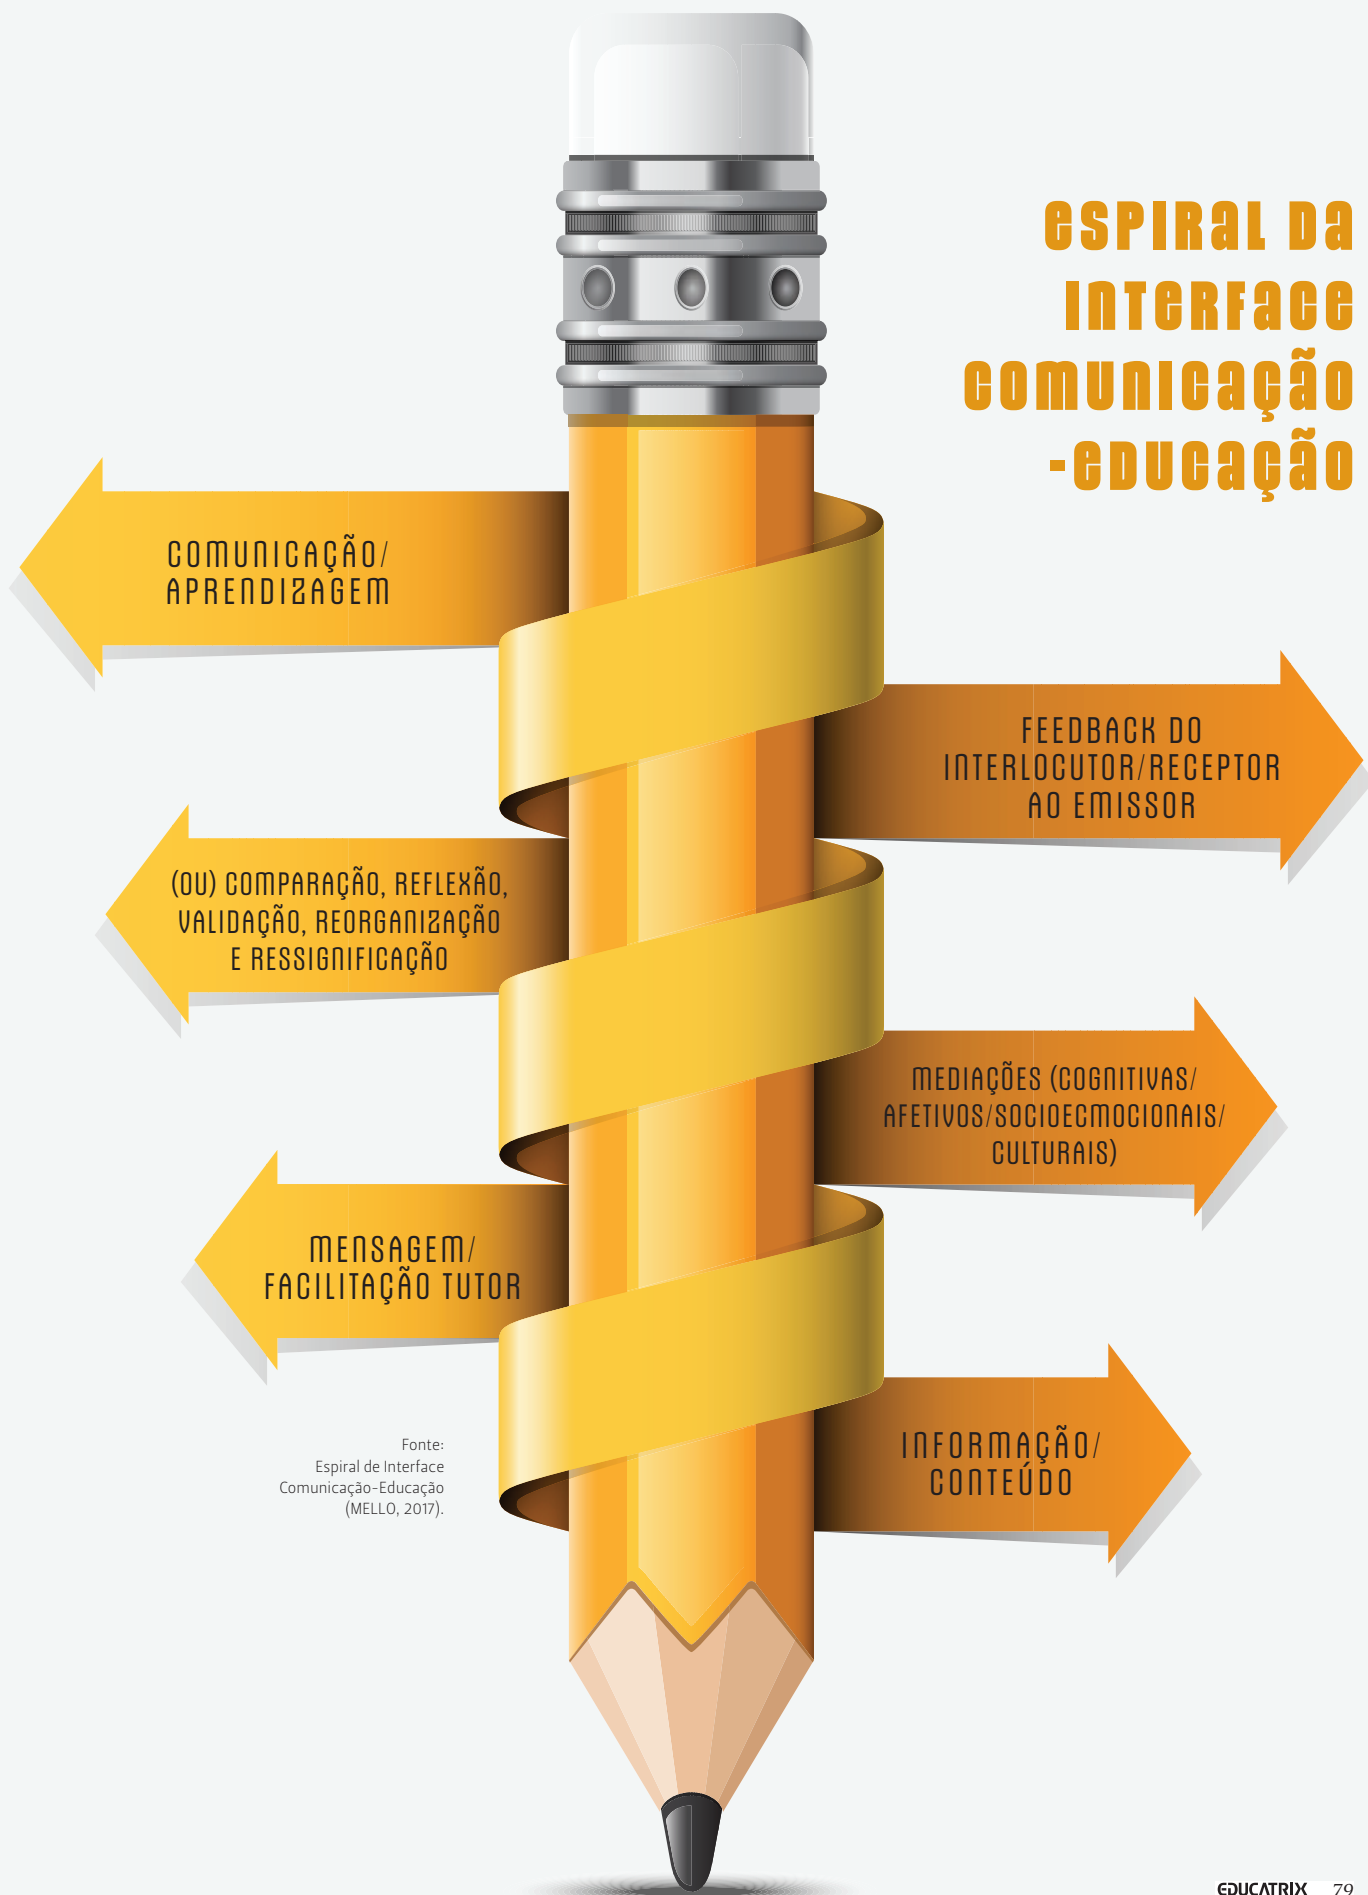 ESPIRAL DA
INTERFACE
COMUNICAÇÃO
-EDUCAÇÃO
COMUNICAÇÃO/
APRENDIZAGEM
FEEDBACK DO
INTERLOCUTOR/RECEPTOR
AO EMISSOR
(OU) COMPARAÇÃO, REFLEXÃO,
VALIDAÇÃO, REORGANIZAÇÃO
E RESSIGNIFICAÇÃO
MEDIAÇÕES (COGNITIVAS/
AFETIVOS/SOCIOECMOCIONAIS/
CULTURAIS)
MENSAGEM/
FACILITAÇÃO TUTOR
INFORMAÇÃO/
CONTEÚDO
Fonte:
Espiral de Interface
Comunicação-Educação
(MELLO, 2017).
EDUCATRIX 79